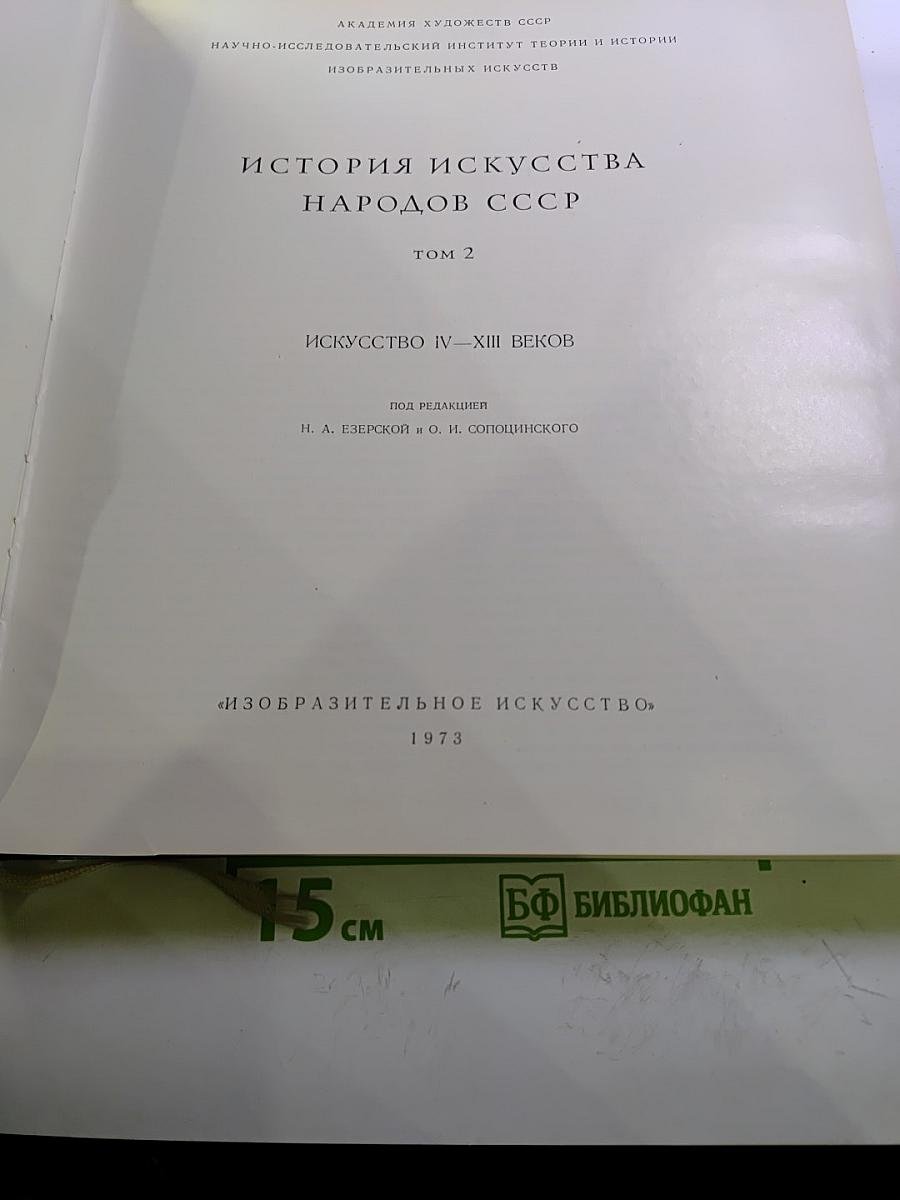 АКАДЕМИЯ ХУДОЖЕСТВ СССР
НАУЧНО-ИССЛЕДОВАТЕЛЬСКИЙ ИНСТИТУТ ТЕОРИИ И ИСТОРИИ
ИЗОБРАЗИТЕЛЬНЫХ ИСКУССТВ
ИСТОРИЯ ИСКУССТВА
НАРОДОВ СССР
ТОМ 2
ИСКУССТВО IV—XIII ВЕКОВ
ПОД РЕДАКЦИЕЙ
Н. А. ЕЗЕРСКОЙ и О. И. СОПОЦИНСКОГО
«ИЗОБРАЗИТЕЛЬНОЕ ИСКУССТВО»
1973
15 см БФ БИБЛИОФАН